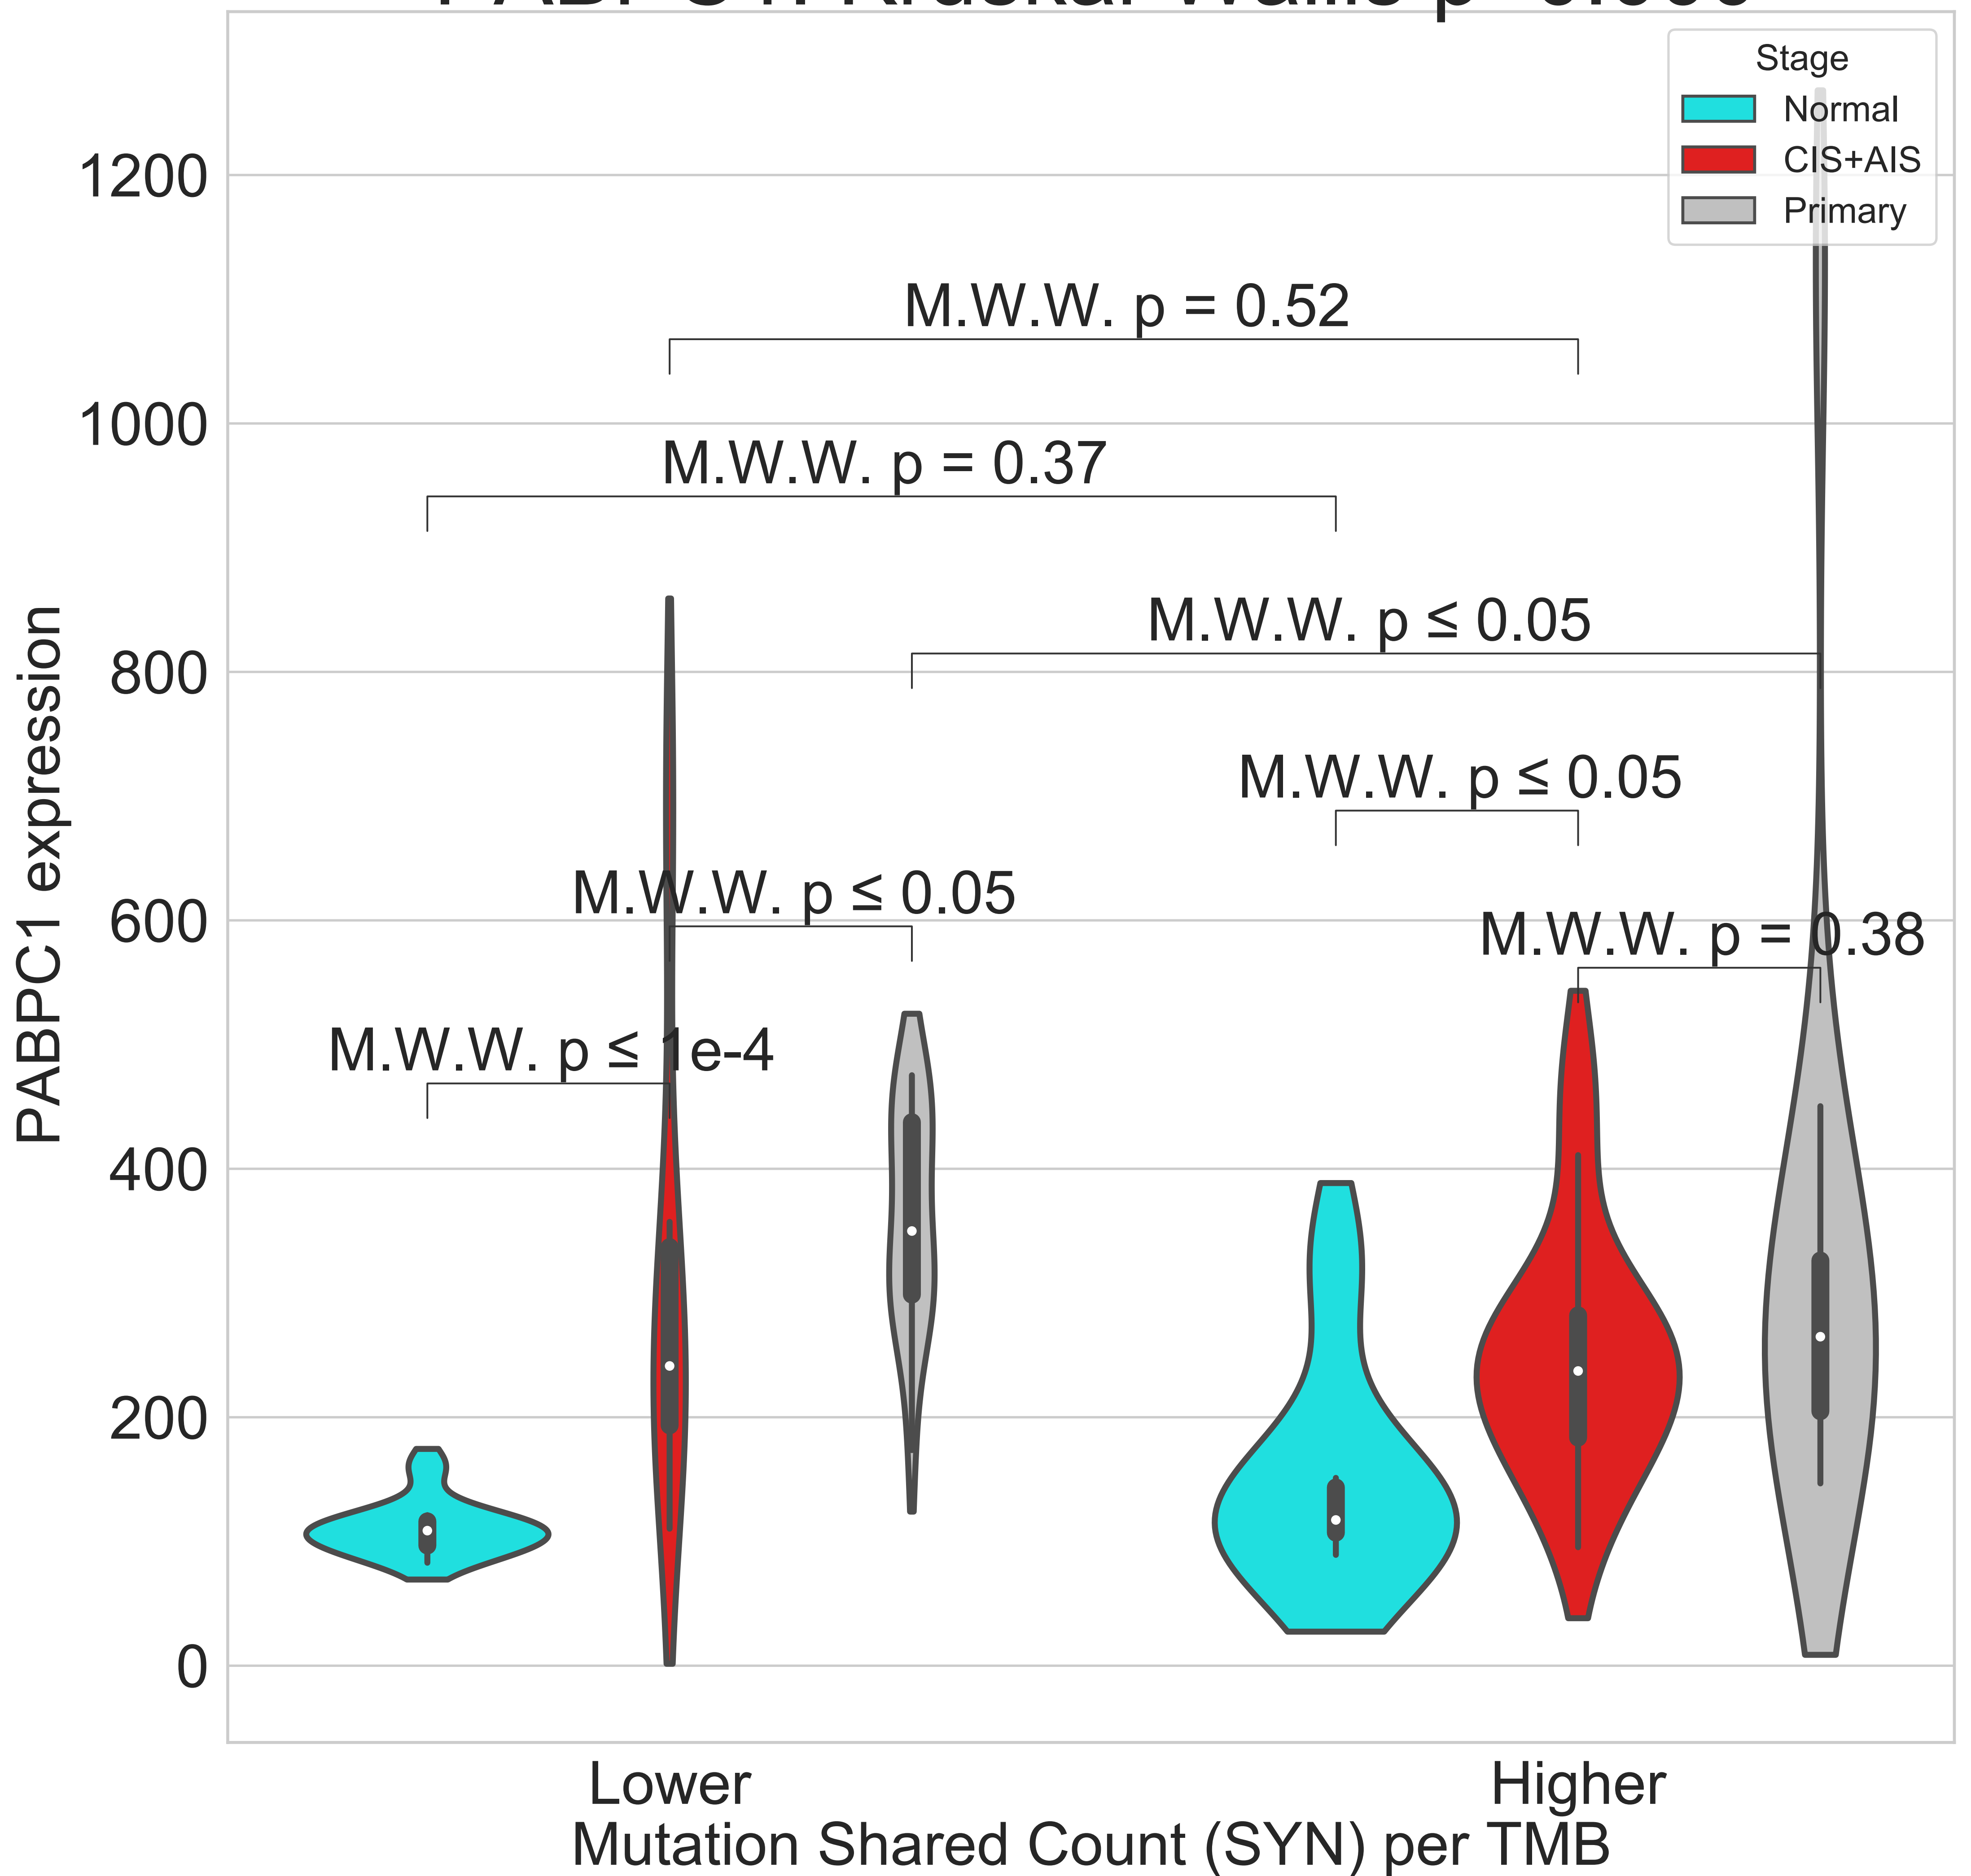 Stage
Normal
CIS+AIS
Primary
1200
1000
800
600
400
200
0
PABPC1 expression
M.W.W. p = 0.52
M.W.W. p = 0.37
M.W.W. p ≤ 0.05
M.W.W. p ≤ 0.05
M.W.W. p ≤ 0.05
M.W.W. p = 0.38
M.W.W. p ≤ 1e-4
Lower
Higher
Mutation Shared Count (SYN) per TMB